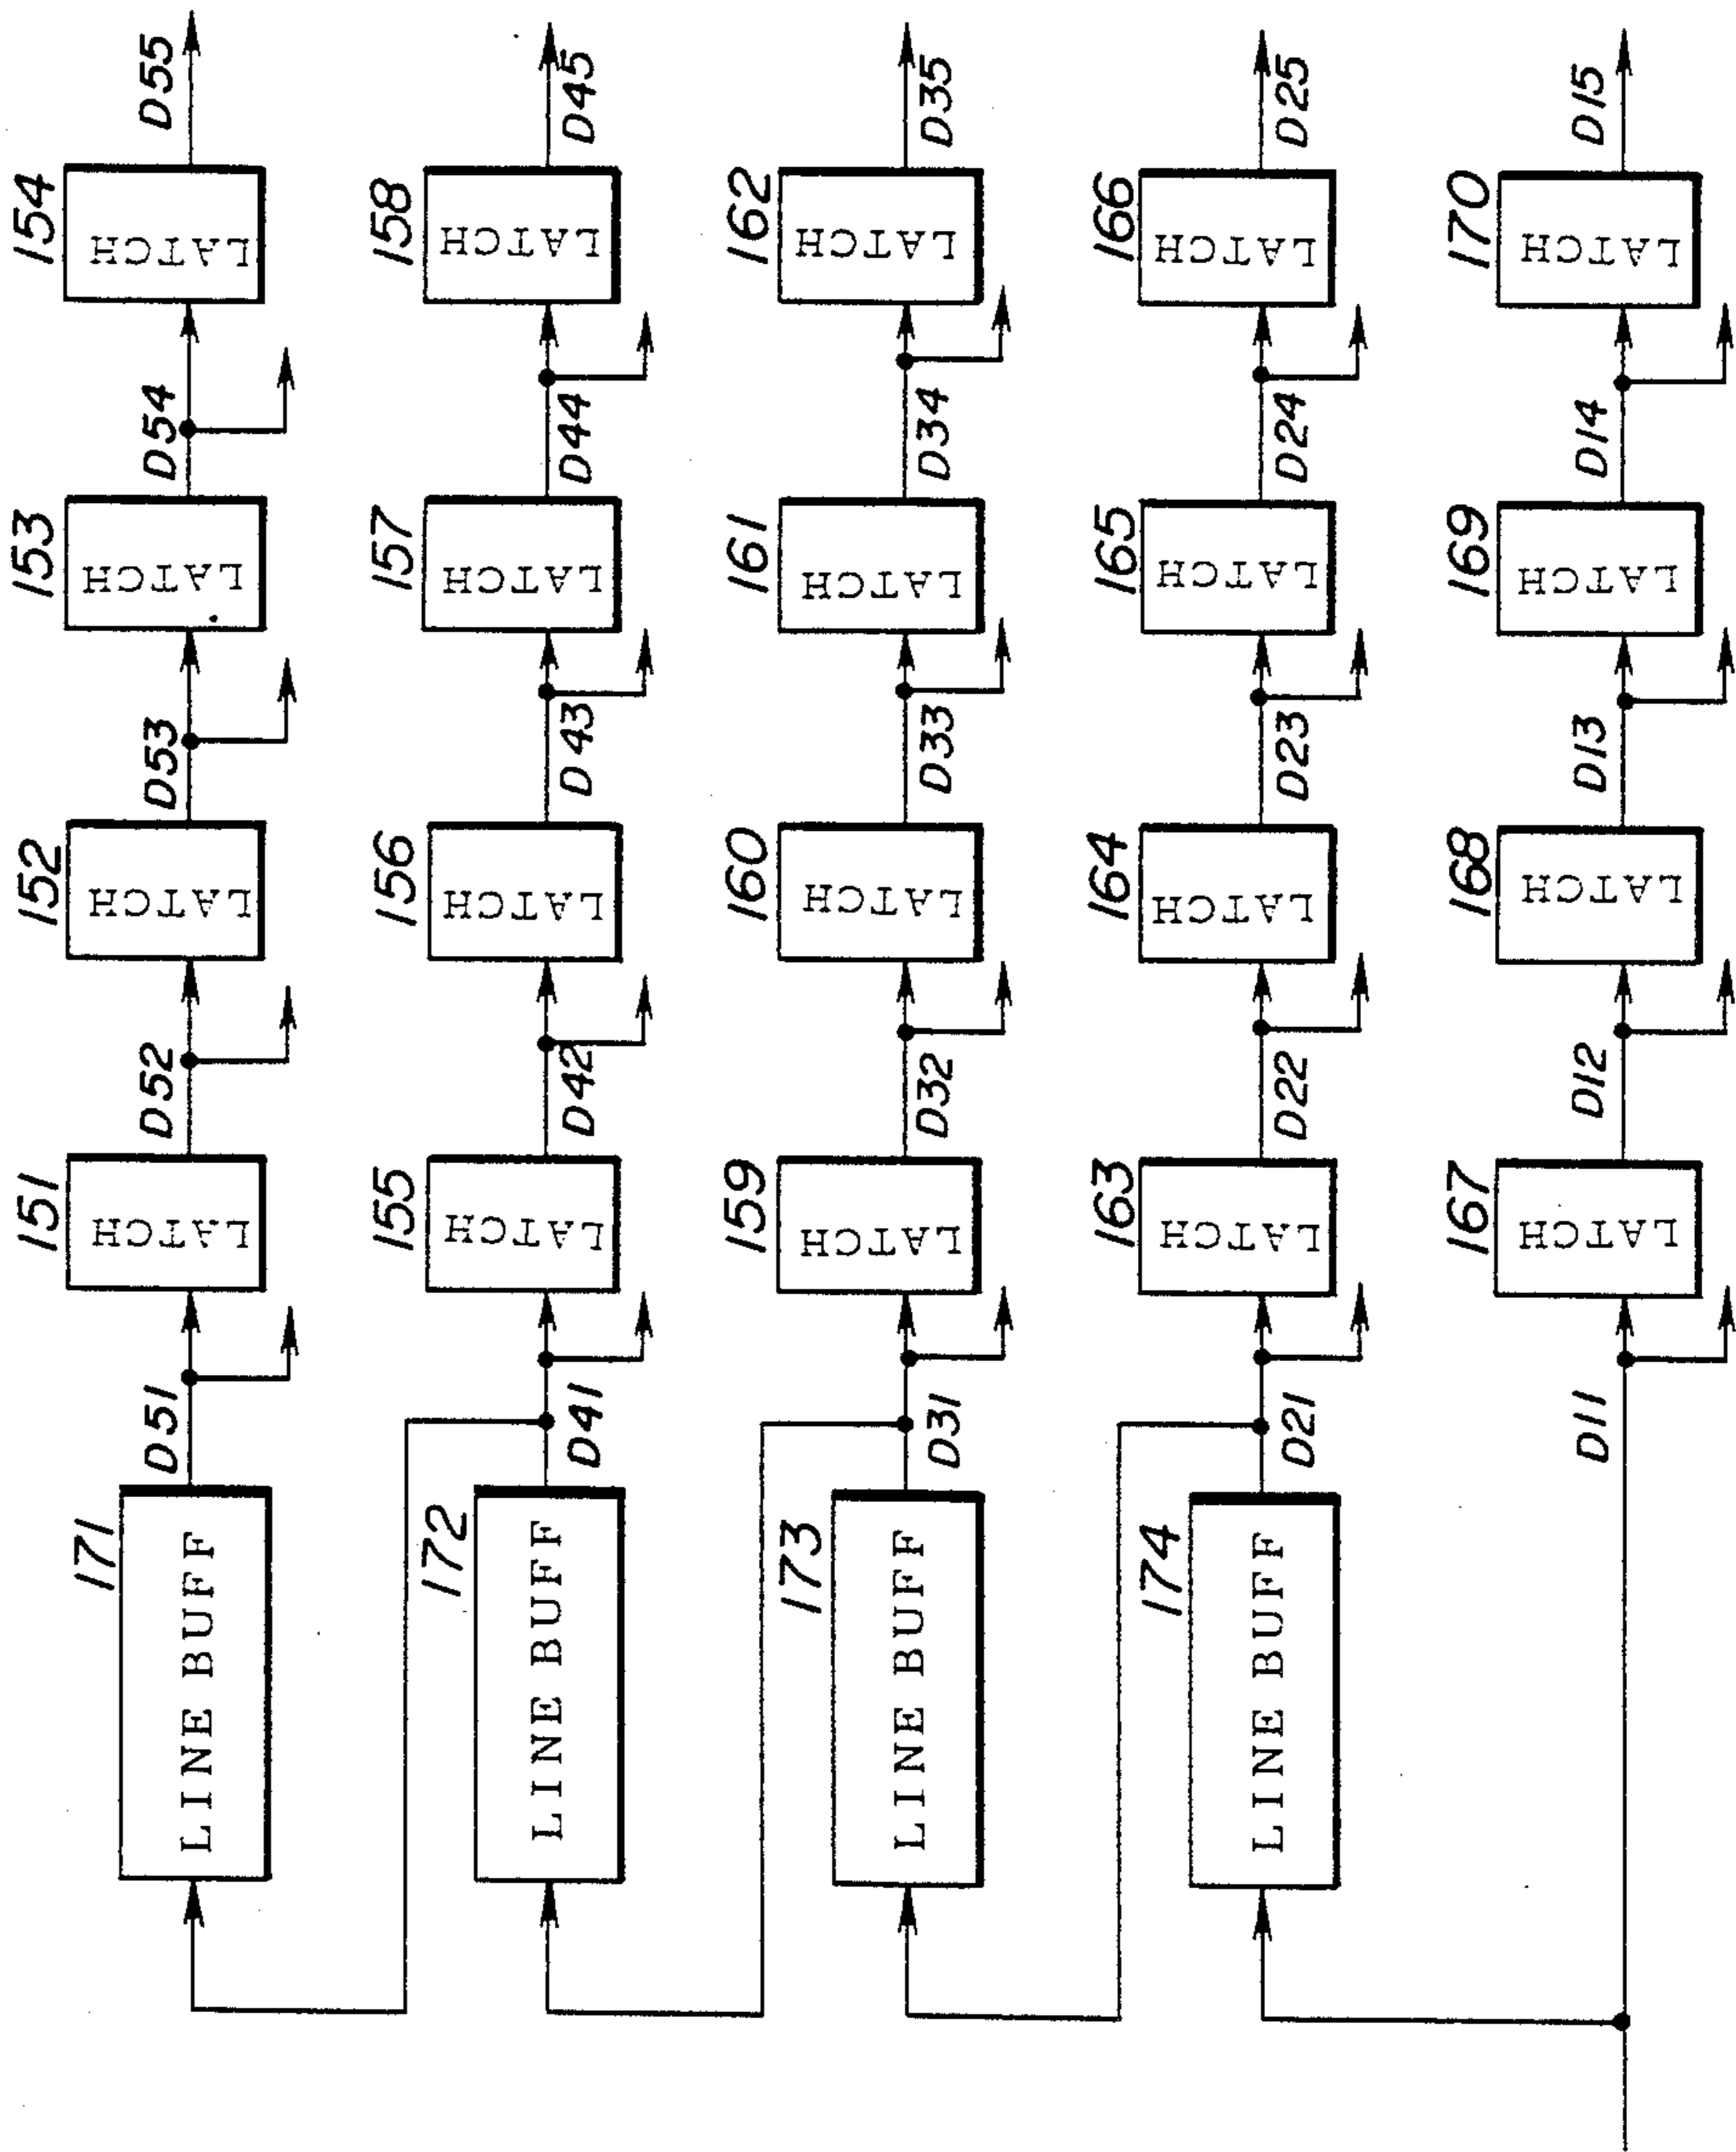 154
LATCH
D55
158
LATCH
D45
162
LATCH
D35
166
LATCH
D25
170
LATCH
D15
D54
D44
D34
D24
D14
153
LATCH
157
LATCH
161
LATCH
165
LATCH
169
LATCH
D53
D43
D33
D23
D13
152
LATCH
156
LATCH
160
LATCH
164
LATCH
168
LATCH
D52
D42
D32
D22
D12
151
LATCH
155
LATCH
159
LATCH
163
LATCH
167
LATCH
D51
D41
D31
D21
D11
171
LINE BUFF
172
LINE BUFF
173
LINE BUFF
174
LINE BUFF